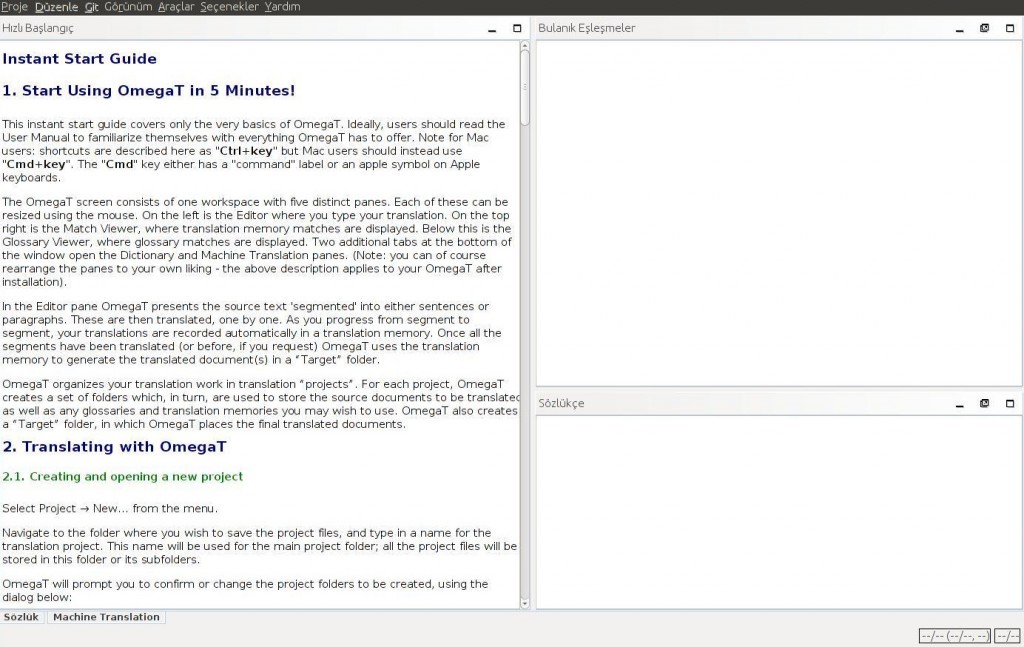 Proje Düzenle Git Görünüm Araçlar Seçenekler Yardım
Hızlı Başlangıç
Instant Start Guide
1. Start Using OmegaT in 5 Minutes!
This instant start guide covers only the very basics of OmegaT. Ideally, users should read the
User Manual to familiarize themselves with everything OmegaT has to offer. Note for Mac
users: shortcuts are described here as "Ctrl+key" but Mac users should instead use
"Cmd+key". The "Cmd" key either has a "command" label or an apple symbol on Apple
keyboards.
The OmegaT screen consists of one workspace with five distinct panes. Each of these can be
resized using the mouse. On the left is the Editor where you type your translation. On the top
right is the Match Viewer, where translation memory matches are displayed. Below this is the
Glossary Viewer, where glossary matches are displayed. Two additional tabs at the bottom of
the window open the Dictionary and Machine Translation panes. (Note: you can of course
rearrange the panes to your own liking - the above description applies to your OmegaT after
installation).
In the Editor pane OmegaT presents the source text 'segmented' into either sentences or
paragraphs. These are then translated, one by one. As you progress from segment to
segment, your translations are recorded automatically in a translation memory. Once all the
segments have been translated (or before, if you request) OmegaT uses the translation
memory to generate the translated document(s) in a “Target” folder.
OmegaT organizes your translation work in translation “projects”. For each project, OmegaT
creates a set of folders which, in turn, are used to store the source documents to be translated
as well as any glossaries and translation memories you may wish to use. OmegaT also creates
a “Target” folder, in which OmegaT places the final translated documents.
2. Translating with OmegaT
2.1. Creating and opening a new project
Select Project → New... from the menu.
Navigate to the folder where you wish to save the project files, and type in a name for the
translation project. This name will be used for the main project folder; all the project files will be
stored in this folder or its subfolders.
OmegaT will prompt you to confirm or change the project folders to be created, using the
dialog below:
Bulanık Eşleşmeler
Sözlükçe
Sözlük Machine Translation
--/-- (--/--, --) --/--